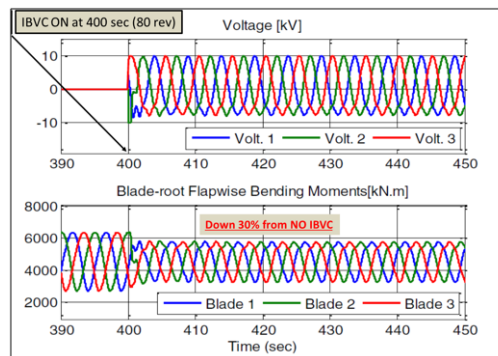 IBVC ON at 400 sec (80 rev)
Voltage [kV]
10
0
-10
Volt. 1 Volt. 2 Volt. 3
390 400 410 420 430 440 450
Blade-root Flapwise Bending Moments[kN.m]
8000
Down 30% from NO IBVC
6000
4000
2000
Blade 1 Blade 2 Blade 3
390 400 410 420 430 440 450
Time (sec)